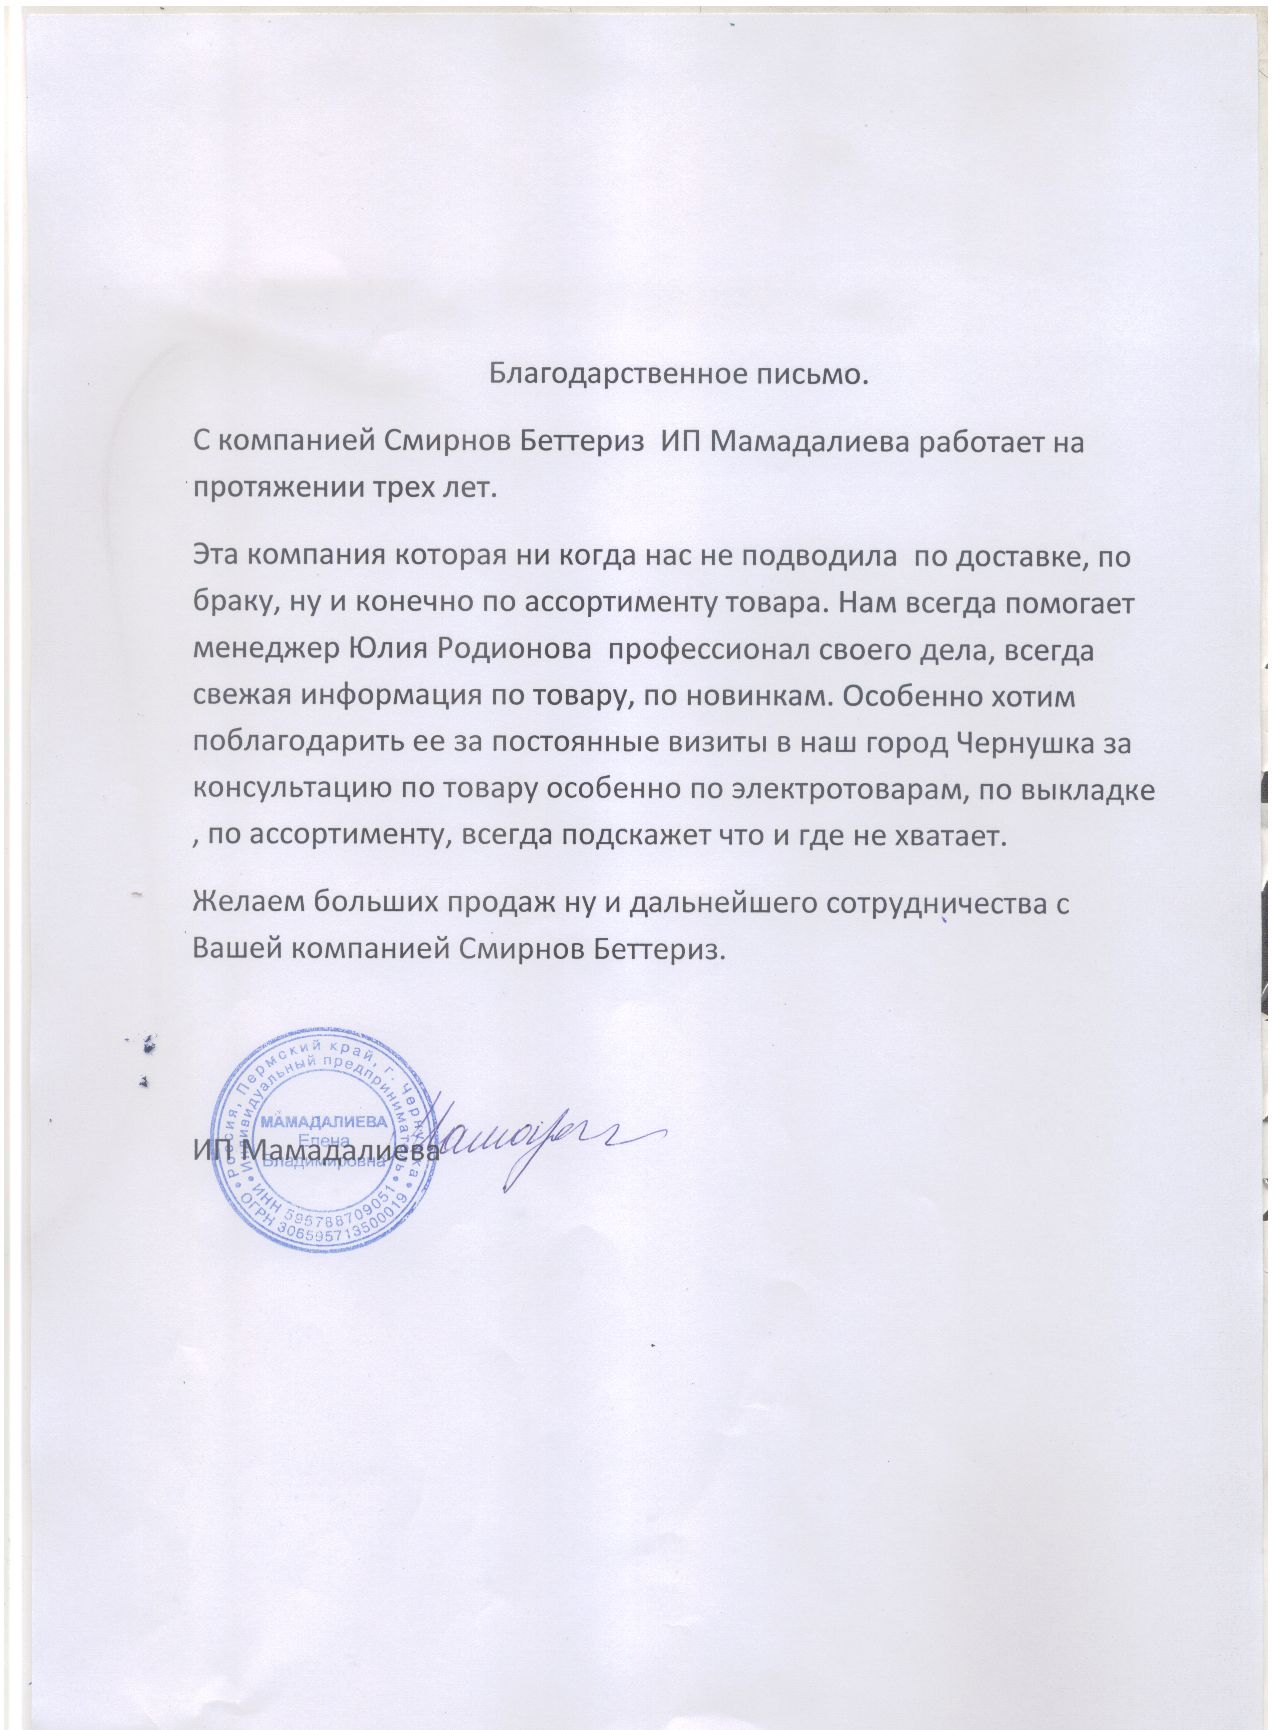 Благодарственное письмо.
С компанией Смирнов Беттериз  ИП Мамадалиева работает на
протяжении трех лет.
Эта компания которая ни когда нас не подводила  по доставке, по
браку, ну и конечно по ассортименту товара. Нам всегда помогает
менеджер Юлия Родионова  профессионал своего дела, всегда
свежая информация по товару, по новинкам. Особенно хотим
поблагодарить ее за постоянные визиты в наш город Чернушка за
консультацию по товару особенно по электротоварам, по выкладке
, по ассортименту, всегда подскажет что и где не хватает.
Желаем больших продаж ну и дальнейшего сотрудничества с
Вашей компанией Смирнов Беттериз.
Россия, Пермский край, г. Чернушка
Индивидуальный предприниматель
МАМАДАЛИЕВА
Елена
Владимировна
ИНН 595788709051
ОГРН 306595713500019
ИП Мамадалиева